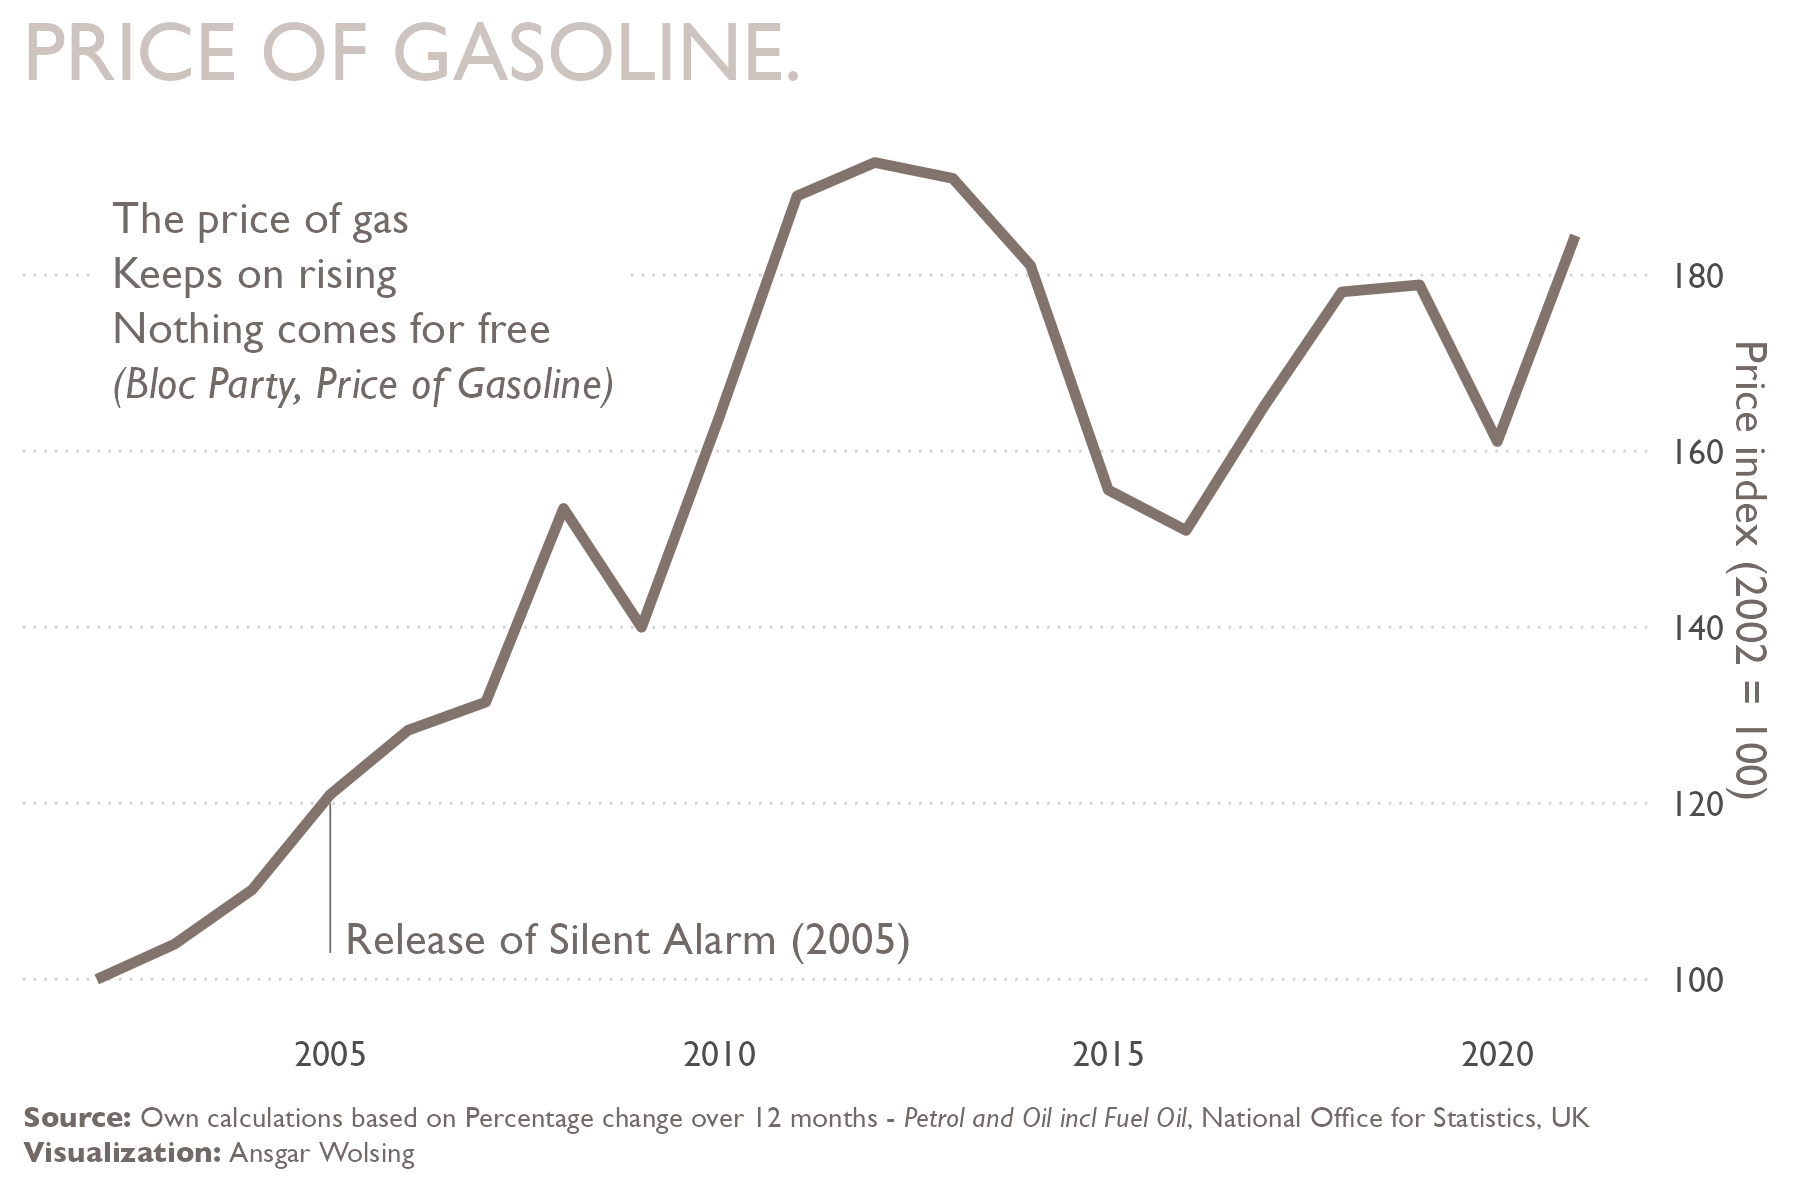 PRICE OF GASOLINE.
The price of gas
Keeps on rising
Nothing comes for free
(Bloc Party, Price of Gasoline)
180
160
140
120
100
Price index (2002 = 100)
Release of Silent Alarm (2005)
2005
2010
2015
2020
Source: Own calculations based on Percentage change over 12 months - Petrol and Oil incl Fuel Oil, National Office for Statistics, UK
Visualization: Ansgar Wolsing